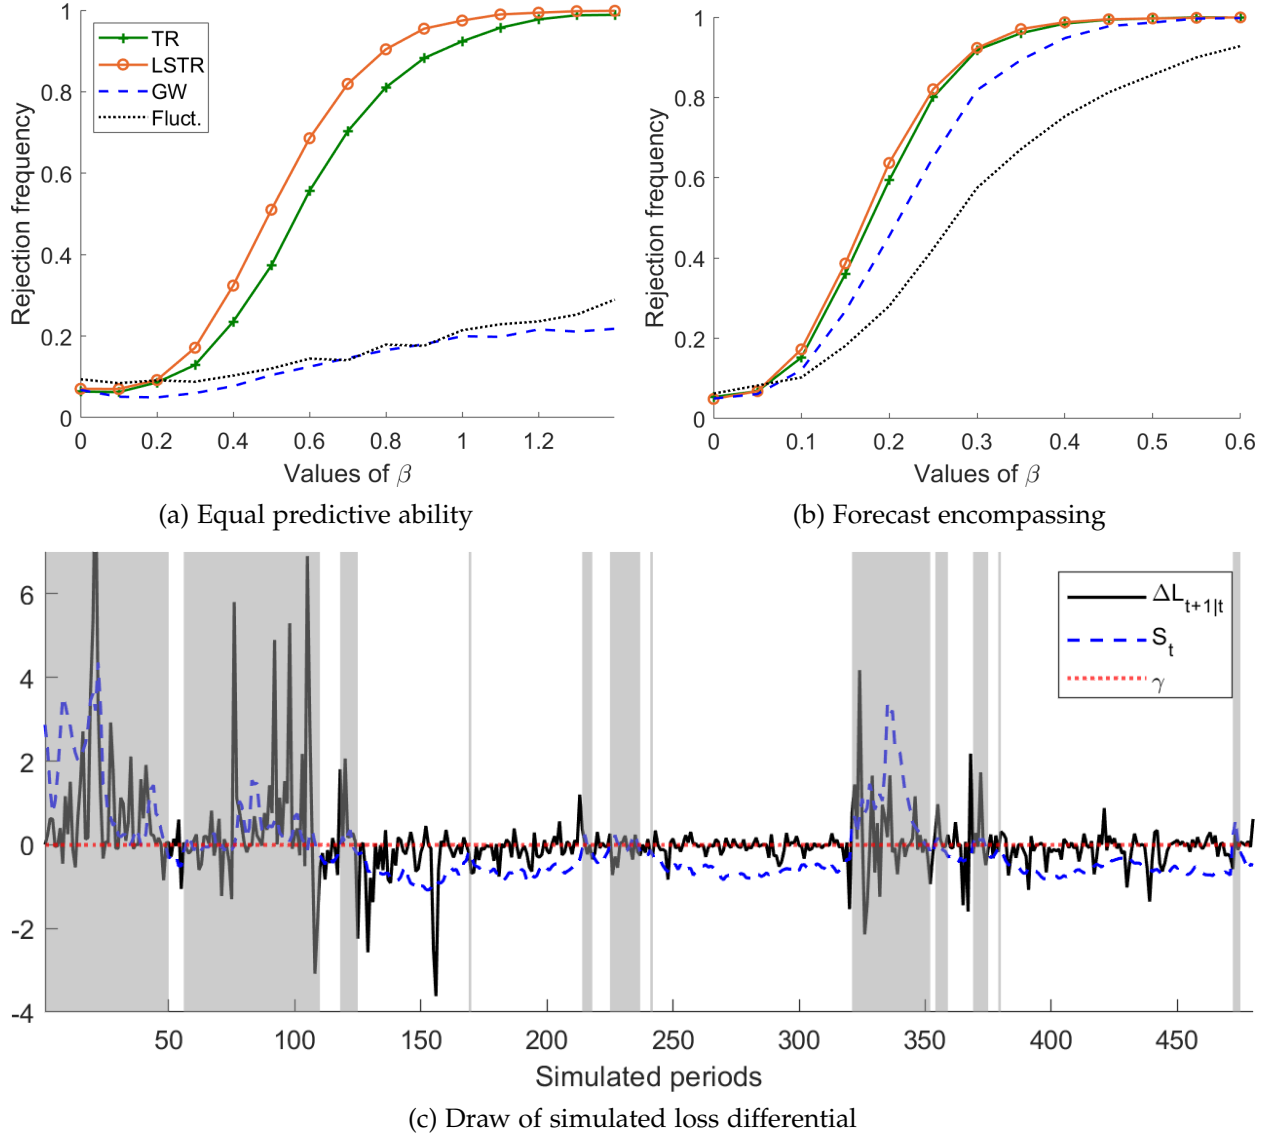 1
0.8
0.6
0.4
0.2
0
Rejection frequency
TR
LSTR
GW
Fluct.
0 0.2 0.4 0.6 0.8 1 1.2
Values of β
(a) Equal predictive ability
1
0.8
0.6
0.4
0.2
0
Rejection frequency
0 0.1 0.2 0.3 0.4 0.5 0.6
Values of β
(b) Forecast encompassing
6
4
2
0
-2
-4
ΔL_{t+1|t}
S_t
γ
50 100 150 200 250 300 350 400 450
Simulated periods
(c) Draw of simulated loss differential